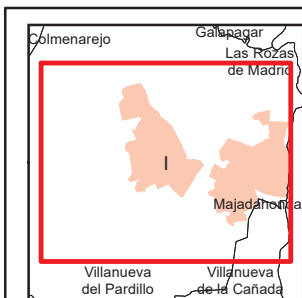 Galapagar
Colmenarejo
Las Rozas
de Madrid
I
Majadahonda
Villanueva
del Pardillo
Villanueva
de la Cañada